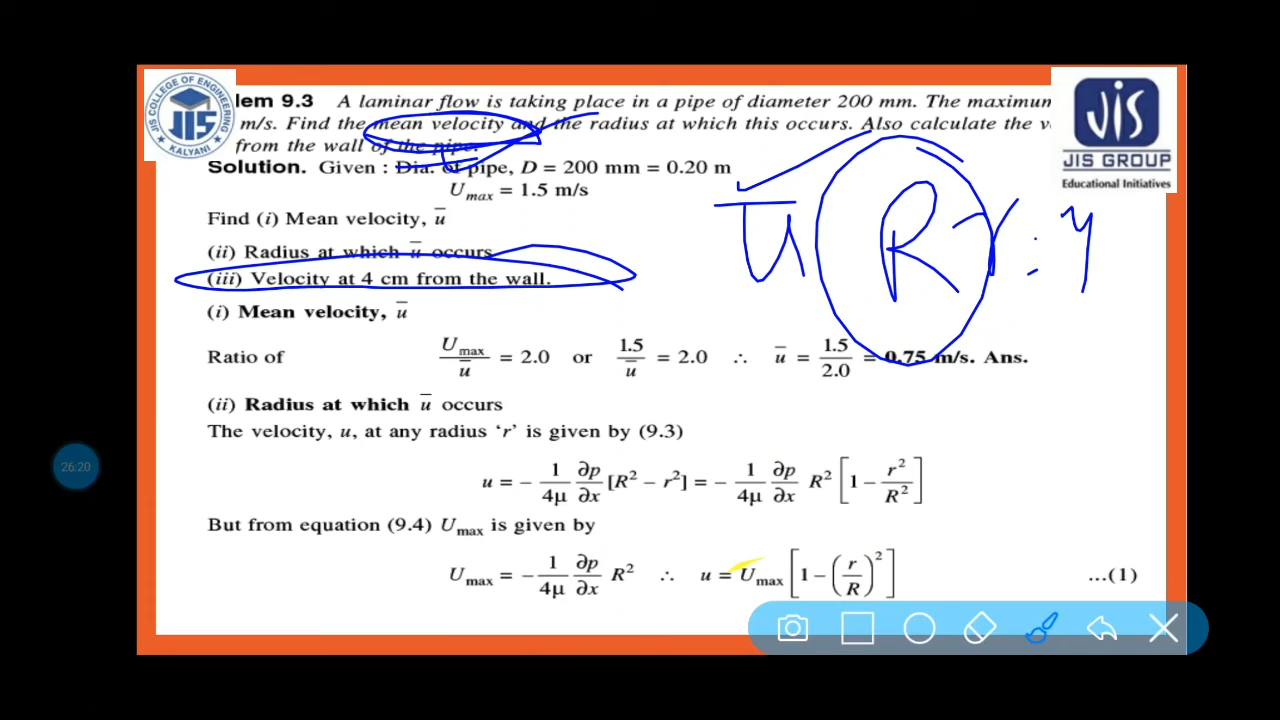 lem 9.3 A laminar flow is taking place in a pipe of diameter 200 mm. The maximum
m/s. Find the mean velocity and the radius at which this occurs. Also calculate the v
from the wall of the pipe.
Solution. Given : Dia. of pipe, D = 200 mm = 0.20 m
U_max = 1.5 m/s
Find (i) Mean velocity, u̅
(ii) Radius at which u̅ occurs
(iii) Velocity at 4 cm from the wall.
(i) Mean velocity, u̅
Ratio of U_max/u̅ = 2.0 or 1.5/u̅ = 2.0 ∴ u̅ = 1.5/2.0 = 0.75 m/s. Ans.
(ii) Radius at which u̅ occurs
The velocity, u, at any radius ‘r’ is given by (9.3)
u = − 1/4μ ∂p/∂x [R² − r²] = − 1/4μ ∂p/∂x R² [1 − r²/R²]
But from equation (9.4) U_max is given by
U_max = − 1/4μ ∂p/∂x R² ∴ u = U_max [1 − (r/R)²] ...(1)
u̅ R r : y
JIS COLLEGE OF ENGINEERING
JIS
KALYANI
JIS
JIS GROUP
Educational Initiatives
26:20